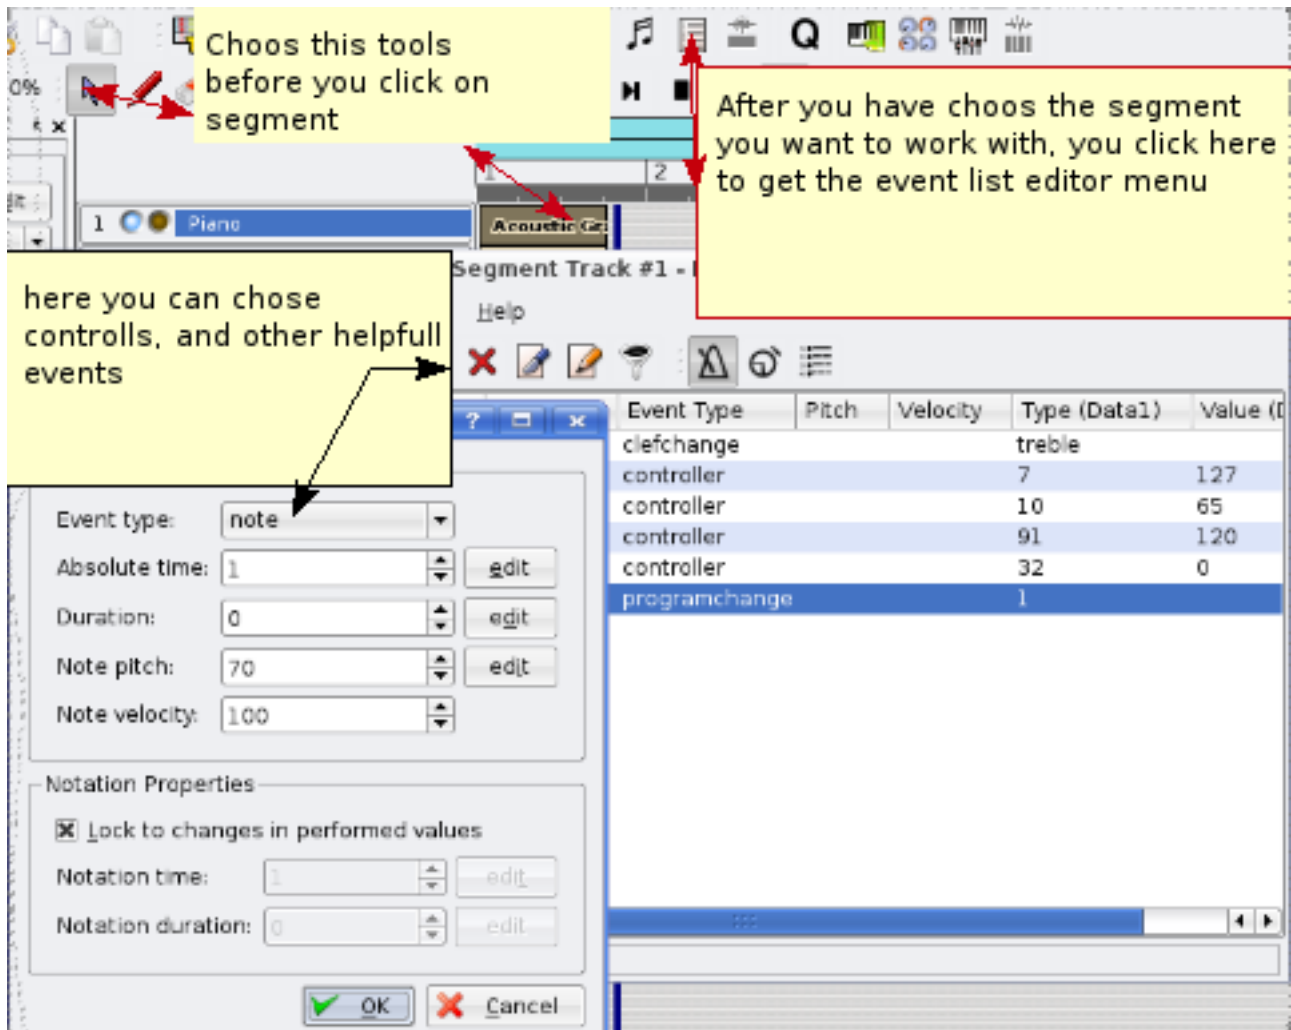 Choos this tools
before you click on
segment
Q
0%
After you have choos the segment
you want to work with, you click here
to get the event list editor menu
1
2
1 Piano
Acoustic
Segment Track #1 -
Help
here you can chose
controlls, and other helpfull
events
Event Type Pitch Velocity Type (Data1) Value
clefchange treble
controller 7 127
controller 10 65
controller 91 120
controller 32 0
programchange 1
?
Event type: note
Absolute time: 1 edit
Duration: 0 edit
Note pitch: 70 edit
Note velocity: 100
Notation Properties
Lock to changes in performed values
Notation time: 1 edit
Notation duration: 0 edit
OK Cancel